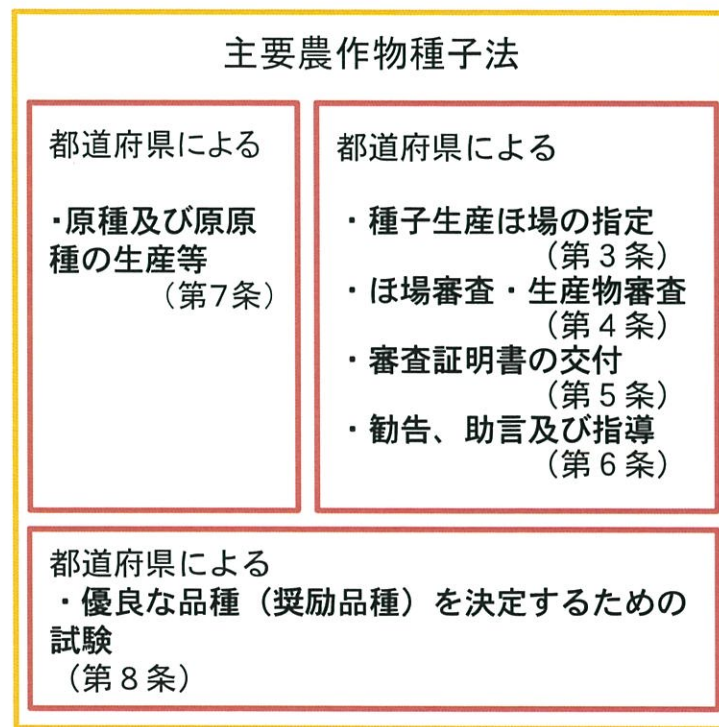 主要農作物種子法
都道府県による
・原種及び原原
種の生産等
（第7条）
都道府県による
・種子生産ほ場の指定
（第３条）
・ほ場審査・生産物審査
（第４条）
・審査証明書の交付
（第５条）
・勧告、助言及び指導
（第６条）
都道府県による
・優良な品種（奨励品種）を決定するための
試験
（第８条）